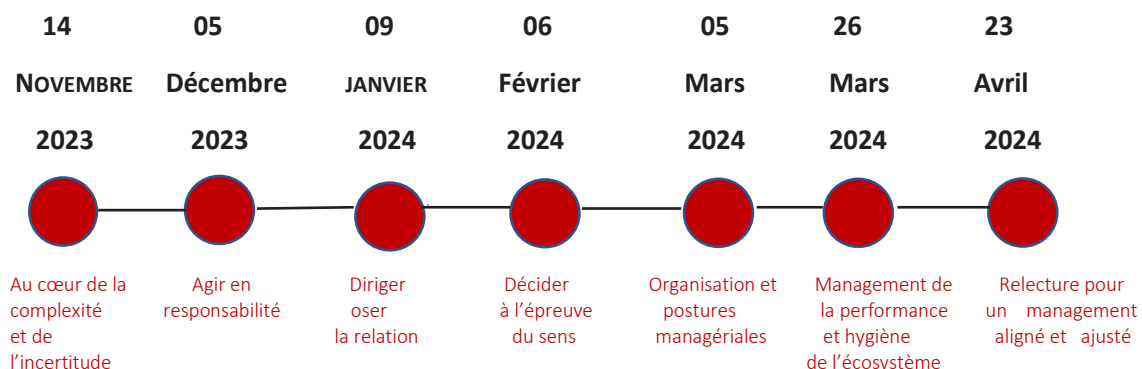 14
NOVEMBRE
2023
05
Décembre
2023
09
JANVIER
2024
06
Février
2024
05
Mars
2024
26
Mars
2024
23
Avril
2024
Au cœur de la
complexité
et de
l’incertitude
Agir en
responsabilité
Diriger
oser
la relation
Décider
à l’épreuve
du sens
Organisation et
postures
managériales
Management de
la performance
et hygiène
de l’écosystème
Relecture pour
un management
aligné et ajusté